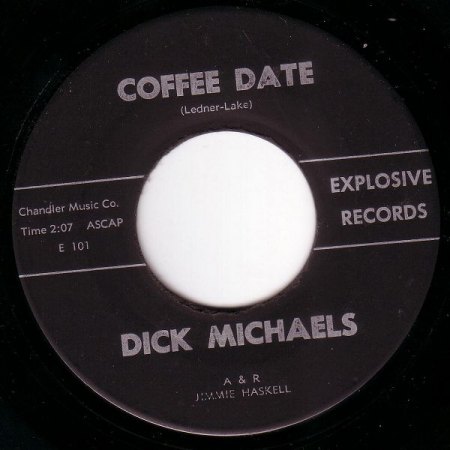 COFFEE DATE
(Ledner-Lake)
Chandler Music Co.
Time 2:07 ASCAP
E 101
EXPLOSIVE
RECORDS
DICK MICHAELS
A & R
JIMMIE HASKELL